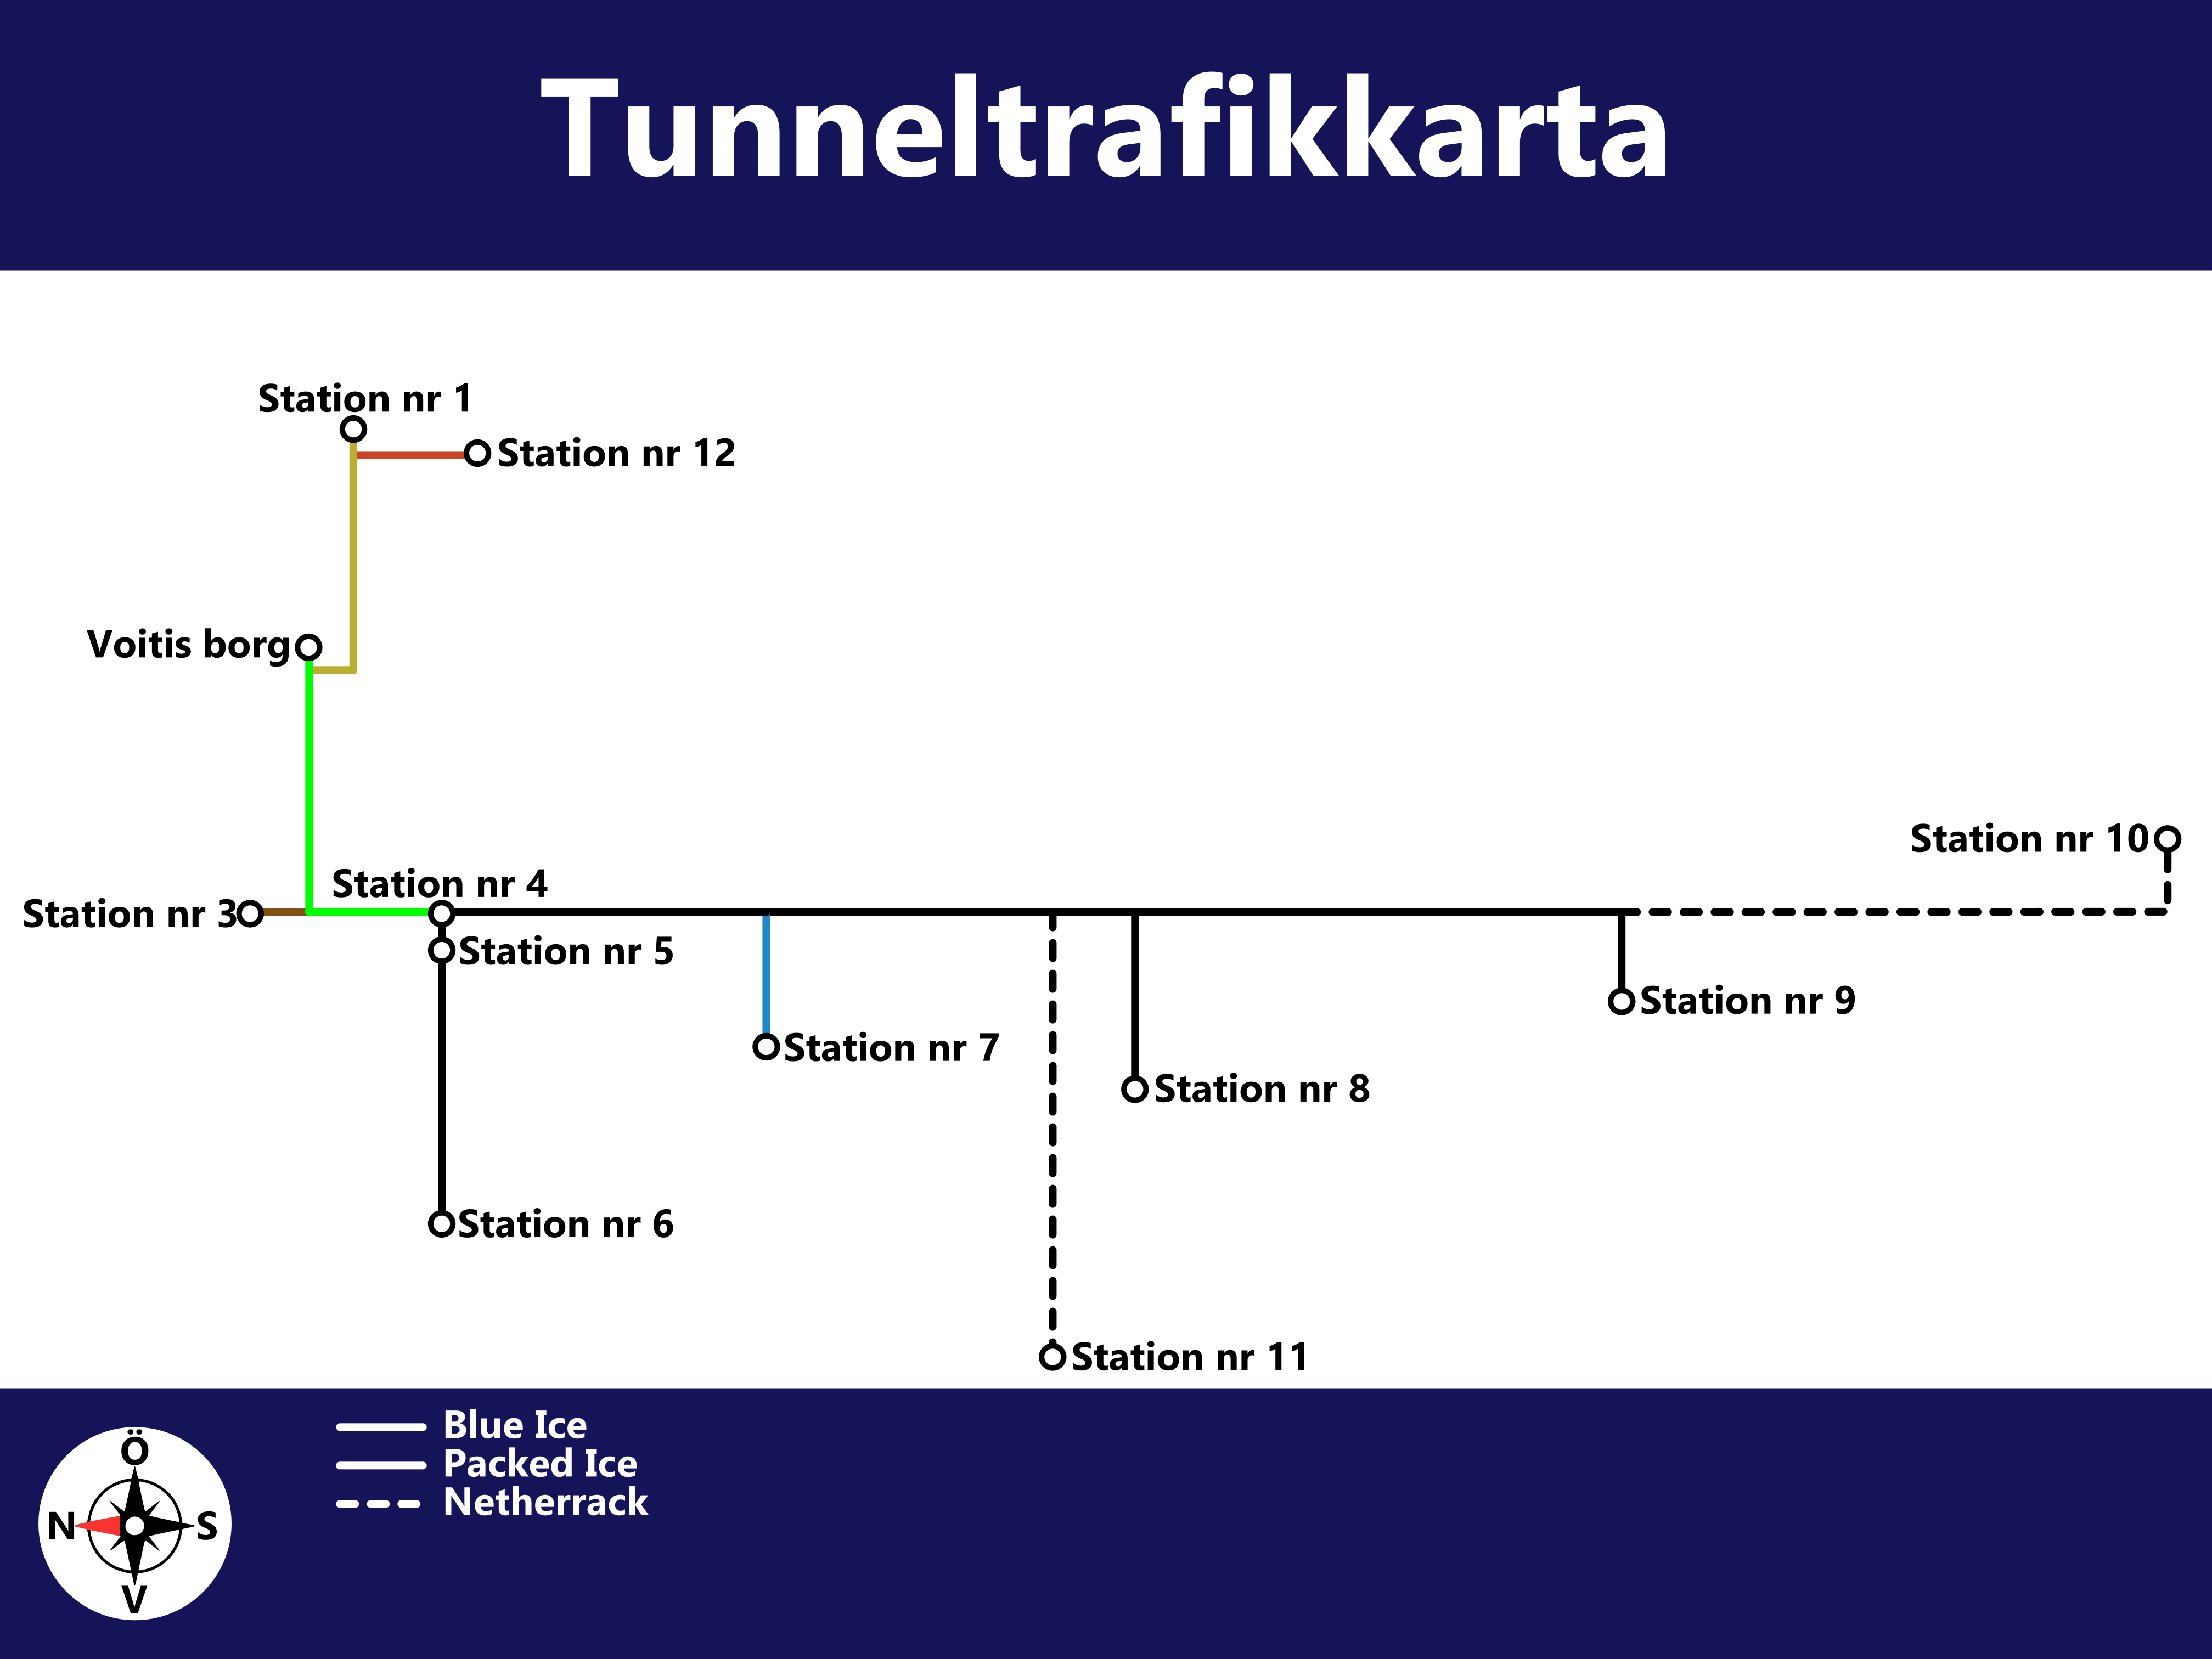 Tunneltrafikkarta
Station nr 1
Station nr 12
Voitis borg
Station nr 10
Station nr 4
Station nr 3
Station nr 5
Station nr 9
Station nr 7
Station nr 8
Station nr 6
Station nr 11
Blue Ice
Packed Ice
Netherrack
Ö
N
S
V